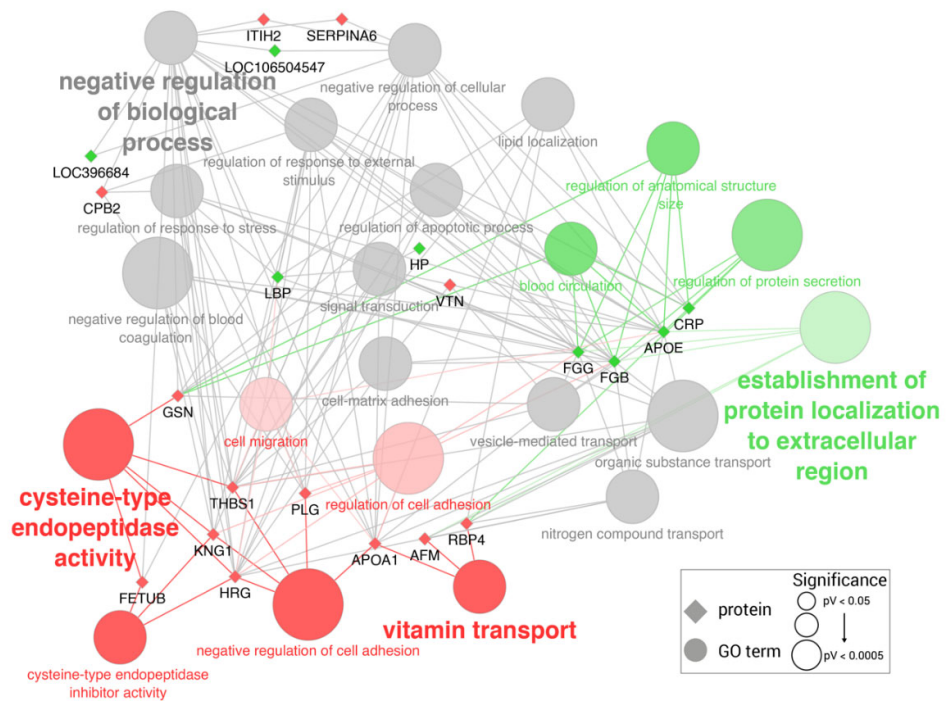 ITIH2
SERPINA6
LOC106504547
negative regulation
of biological
process
negative regulation of cellular
process
lipid localization
regulation of response to external
stimulus
LOC396684
CPB2
regulation of response to stress
regulation of apoptotic process
regulation of anatomical structure
size
HP
LBP
signal transduction
VTN
blood circulation
regulation of protein secretion
negative regulation of blood
coagulation
CRP
APOE
FGG
FGB
GSN
cell-matrix adhesion
establishment of
protein localization
to extracellular
region
cell migration
vesicle-mediated transport
organic substance transport
cysteine-type
endopeptidase
activity
THBS1
PLG
regulation of cell adhesion
nitrogen compound transport
KNG1
APOA1
AFM
RBP4
FETUB
HRG
vitamin transport
negative regulation of cell adhesion
cysteine-type endopeptidase
inhibitor activity
protein
GO term
Significance
pV < 0.05
pV < 0.0005